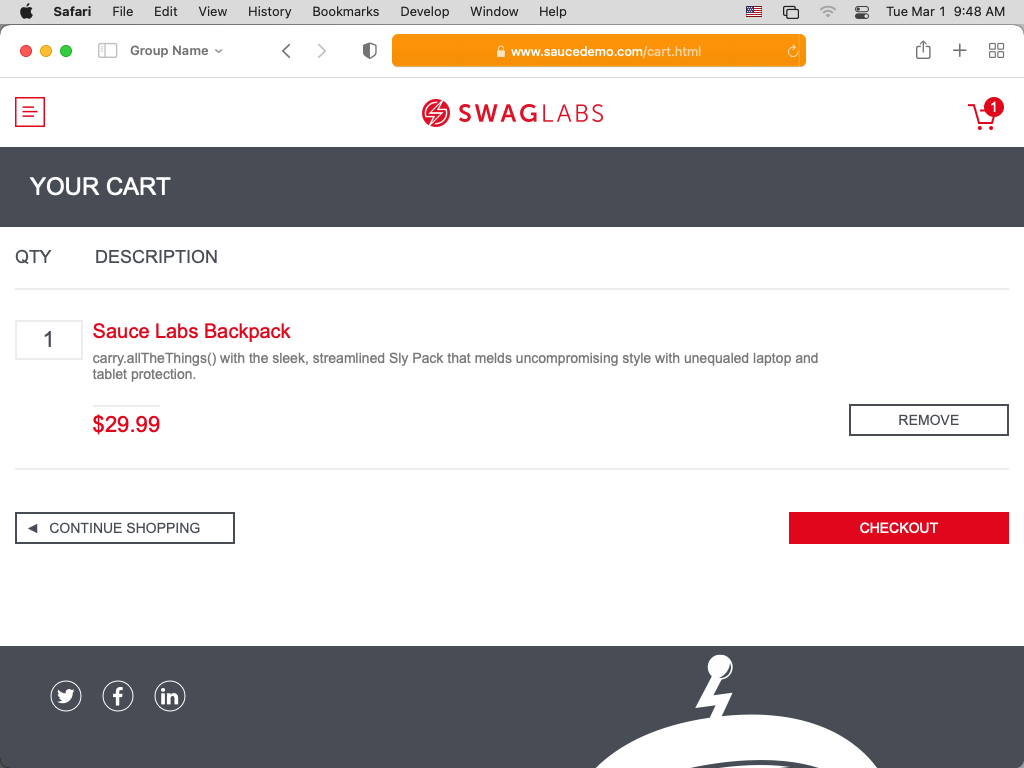 Safari File Edit View History Bookmarks Develop Window Help Tue Mar 1 9:48 AM
Group Name www.saucedemo.com/cart.html
SWAGLABS 1
YOUR CART
QTY DESCRIPTION
1 Sauce Labs Backpack
carry.allTheThings() with the sleek, streamlined Sly Pack that melds uncompromising style with unequaled laptop and
tablet protection.
$29.99 REMOVE
◄ CONTINUE SHOPPING CHECKOUT